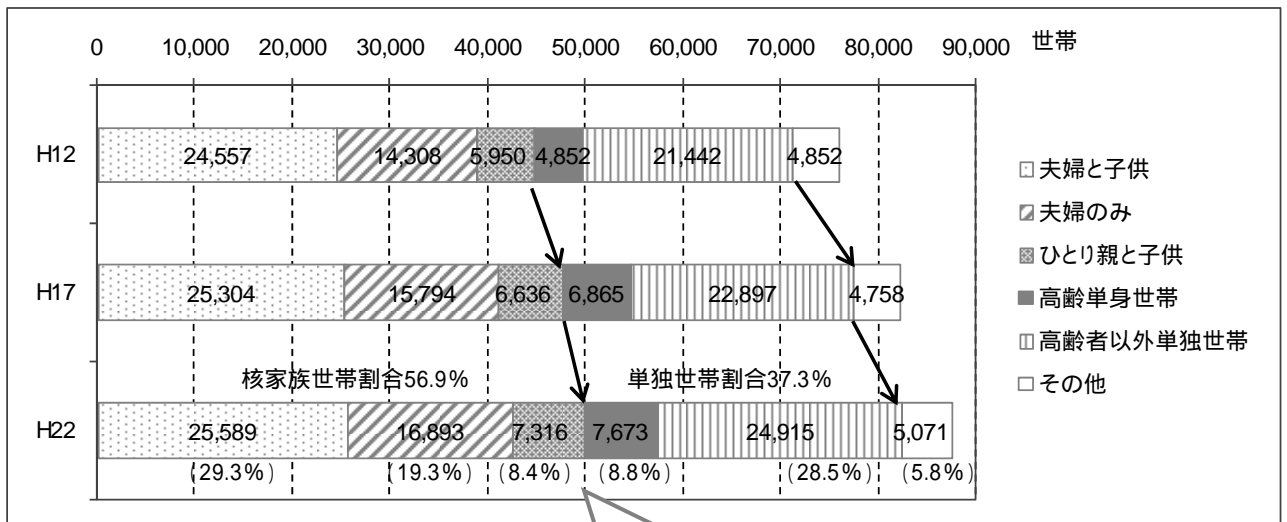 0 10,000 20,000 30,000 40,000 50,000 60,000 70,000 80,000 90,000 世帯
H12 24,557 14,308 5,950 4,852 21,442 4,852
H17 25,304 15,794 6,636 6,865 22,897 4,758
核家族世帯割合56.9% 単独世帯割合37.3%
H22 25,589 16,893 7,316 7,673 24,915 5,071
(29.3%) (19.3%) (8.4%) (8.8%) (28.5%) (5.8%)
夫婦と子供
夫婦のみ
ひとり親と子供
高齢単身世帯
高齢者以外単独世帯
その他